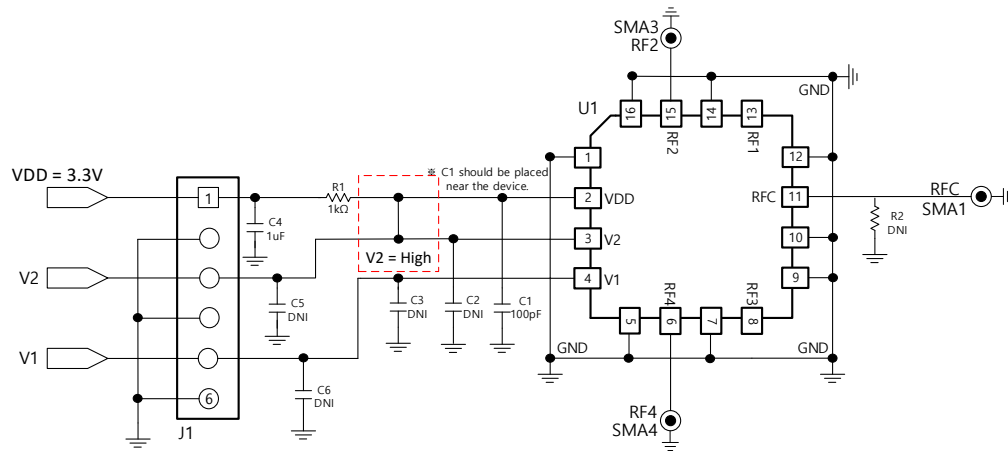 SMA3
RF2
GND
U1
16
15
14
13
RF2
RF1
※ C1 should be placed
near the device.
1
12
VDD = 3.3V
1
R1
1kΩ
2
VDD
RFC
11
RFC
SMA1
C4
1uF
R2
DNI
3
V2
10
V2 = High
V2
4
V1
9
C5
DNI
C3
DNI
C2
DNI
C1
100pF
RF4
RF3
5
6
7
8
V1
GND
GND
C6
DNI
6
RF4
SMA4
J1